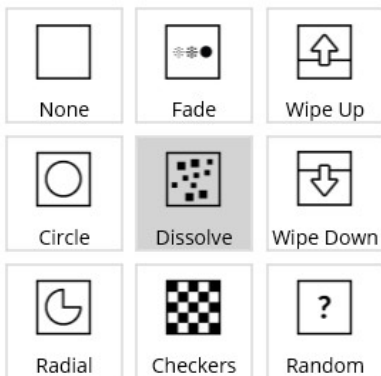 None Fade Wipe Up
Circle Dissolve Wipe Down
?
Radial Checkers Random